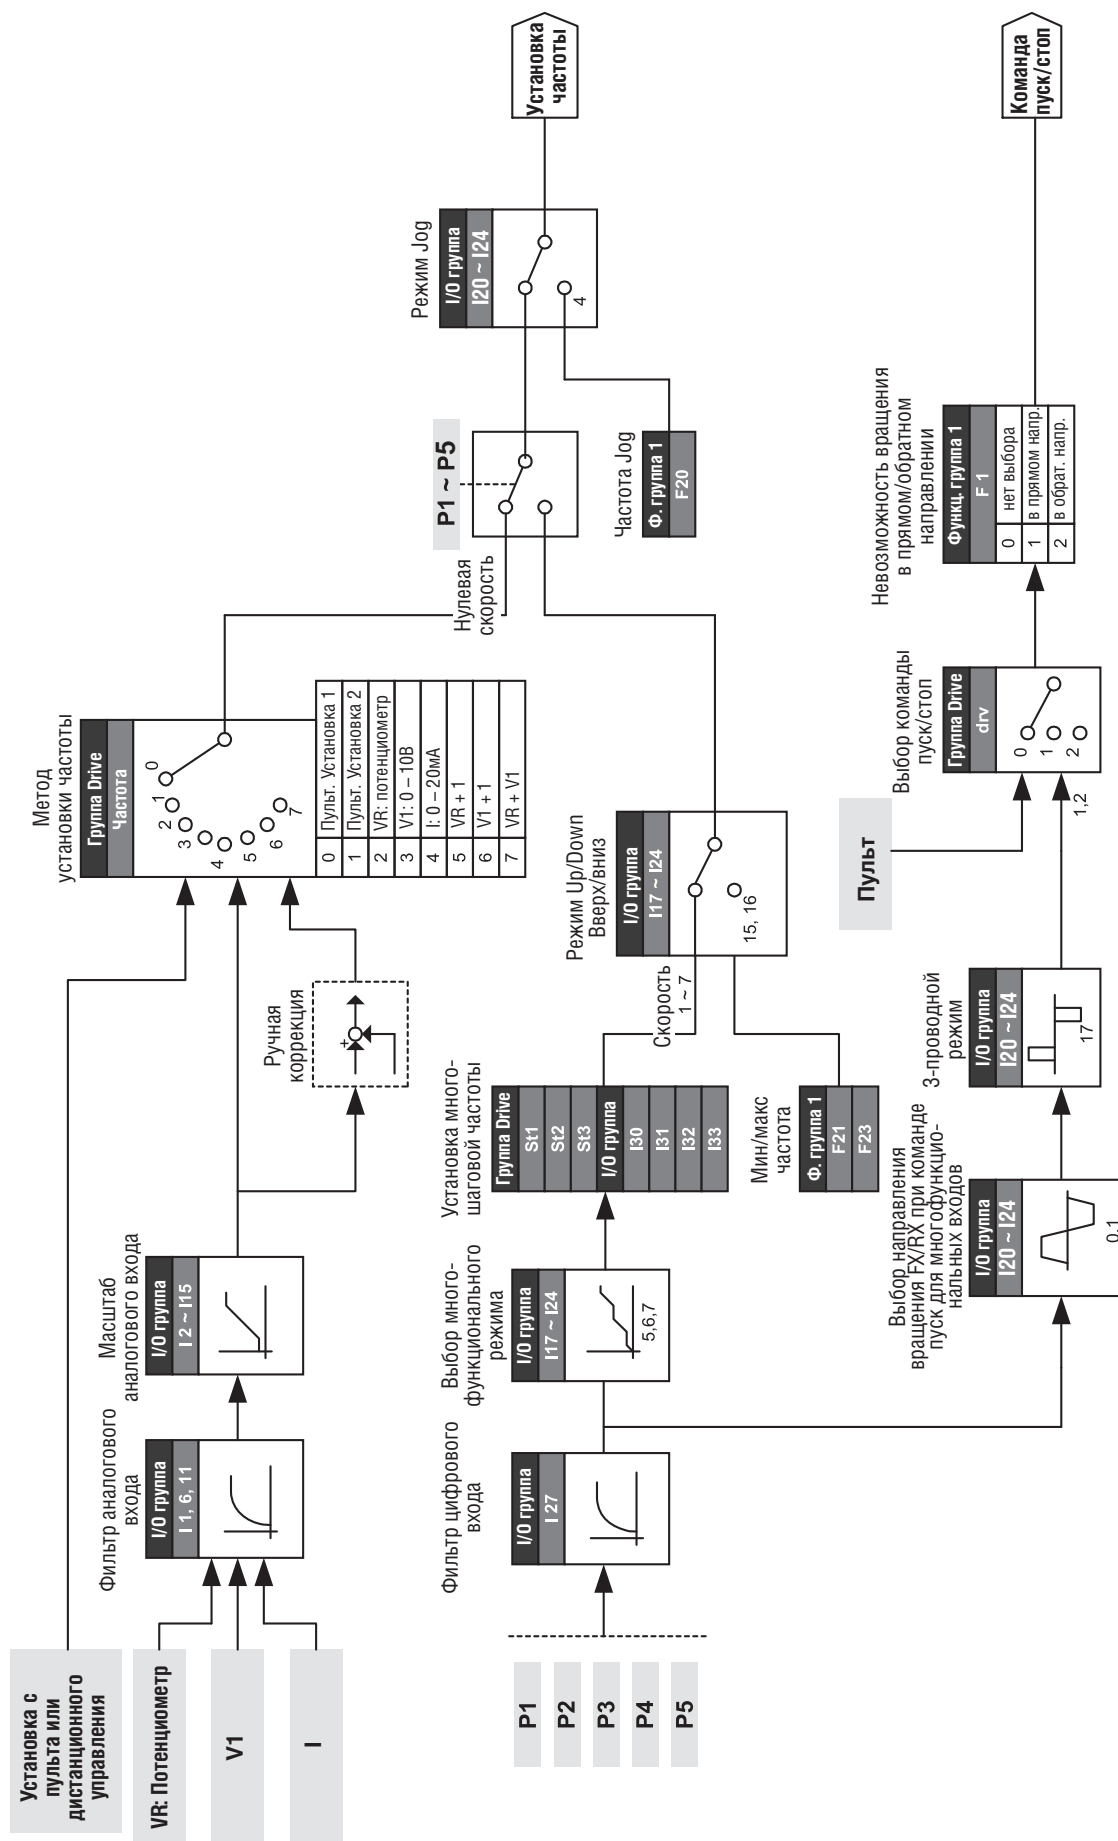 Установка с
пульта или
дистанционного
управления
VR: Потенциометр
V1
I
Фильтр аналогового
входа
I/O группа
I 1, 6, 11
Масштаб
аналогового входа
I/O группа
I 2 ~ I15
Ручная
коррекция
+
Метод
установки частоты
Группа Drive
Частота
0
1
2
3
4
5
6
7
0 Пульт. Установка 1
1 Пульт. Установка 2
2 VR: потенциометр
3 V1: 0 – 10В
4 I: 0 – 20мА
5 VR + 1
6 V1 + 1
7 VR + V1
Нулевая
скорость
P1 ~ P5
Режим Jog
I/O группа
I20 ~ I24
4
Частота Jog
Ф. группа 1
F20
Установка
частоты
P1
P2
P3
P4
P5
Фильтр цифрового
входа
I/O группа
I 27
Выбор много-
функционального
режима
I/O группа
I17 ~ I24
5,6,7
Установка много-
шаговой частоты
Группа Drive
St1
St2
St3
I/O группа
I30
I31
I32
I33
Скорость
1 ~ 7
Мин/макс
частота
Ф. группа 1
F21
F23
Режим Up/Down
Вверх/вниз
I/O группа
I17 ~ I24
15, 16
Выбор направления
вращения FX/RX при команде
пуск для многофункцио-
нальных входов
I/O группа
I20 ~ I24
0,1
3-проводной
режим
I/O группа
I20 ~ I24
17
Пульт
1,2
Выбор команды
пуск/стоп
Группа Drive
drv
0
1
2
Невозможность вращения
в прямом/обратном
направлении
Функц. группа 1
F 1
0 нет выбора
1 в прямом напр.
2 в обрат. напр.
Команда
пуск/стоп